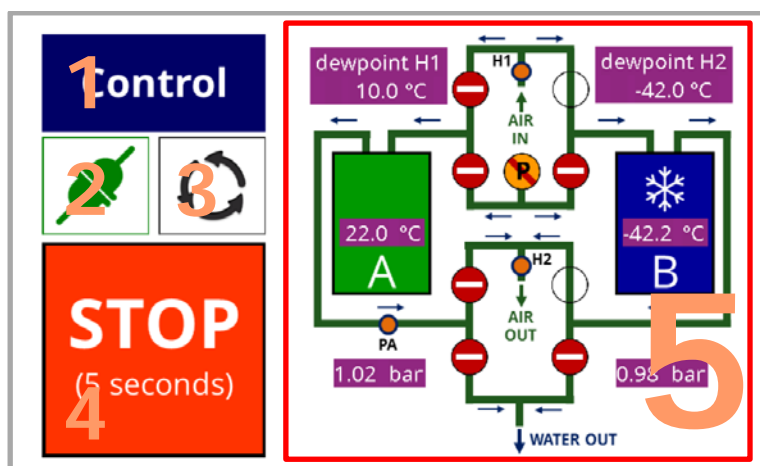 1
Control
2
3
STOP
(5 seconds)
4
dewpoint H1
10.0 °C
H1
dewpoint H2
-42.0 °C
AIR
IN
P
22.0 °C
A
-42.2 °C
B
H2
AIR
OUT
PA
1.02 bar
0.98 bar
5
WATER OUT